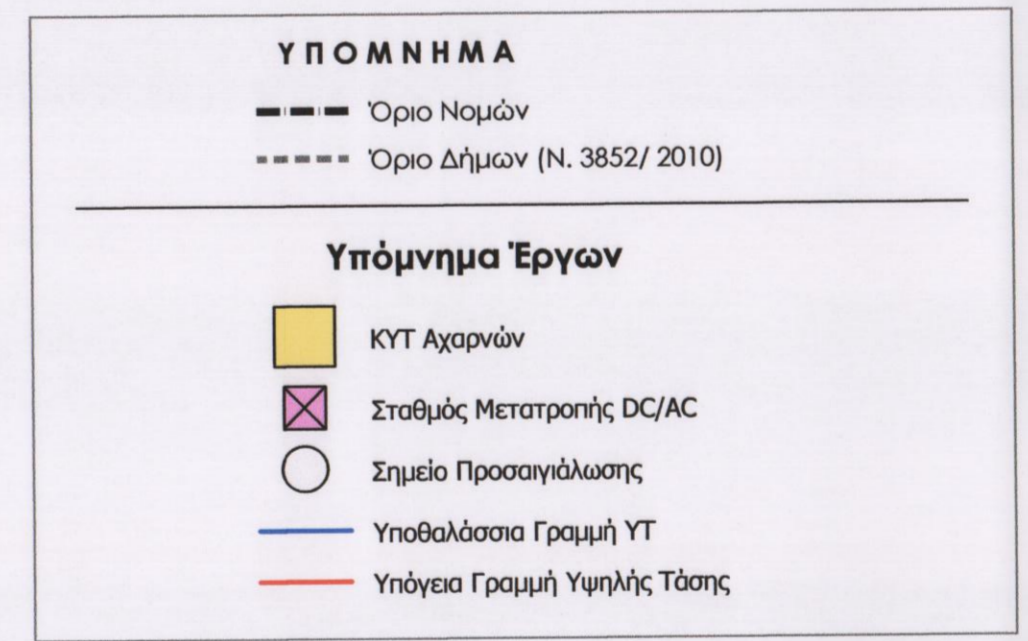 ΥΠΟΜΝΗΜΑ
Όριο Νομών
Όριο Δήμων (Ν. 3852/ 2010)
Υπόμνημα Έργων
ΚΥΤ Αχαρνών
Σταθμός Μετατροπής DC/AC
Σημείο Προσαιγιάλωσης
Υποθαλάσσια Γραμμή ΥΤ
Υπόγεια Γραμμή Υψηλής Τάσης